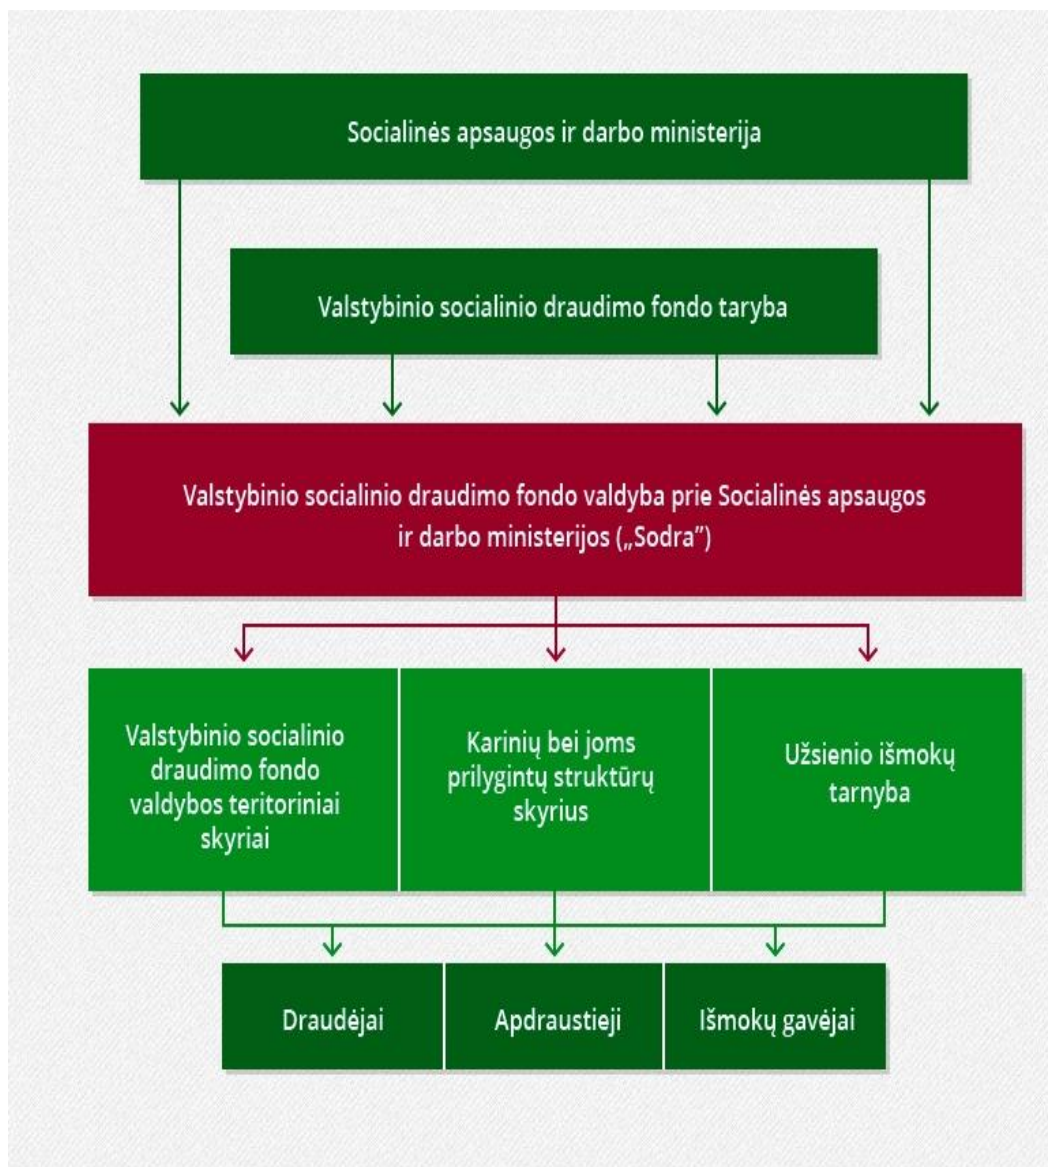 Socialinės apsaugos ir darbo ministerija
Valstybinio socialinio draudimo fondo taryba
Valstybinio socialinio draudimo fondo valdyba prie Socialinės apsaugos
ir darbo ministerijos („Sodra”)
Valstybinio socialinio
draudimo fondo
valdybos teritoriniai
skyriai
Karinių bei joms
prilygintų struktūrų
skyrius
Užsienio išmokų
tarnyba
Draudėjai
Apdraustieji
Išmokų gavėjai